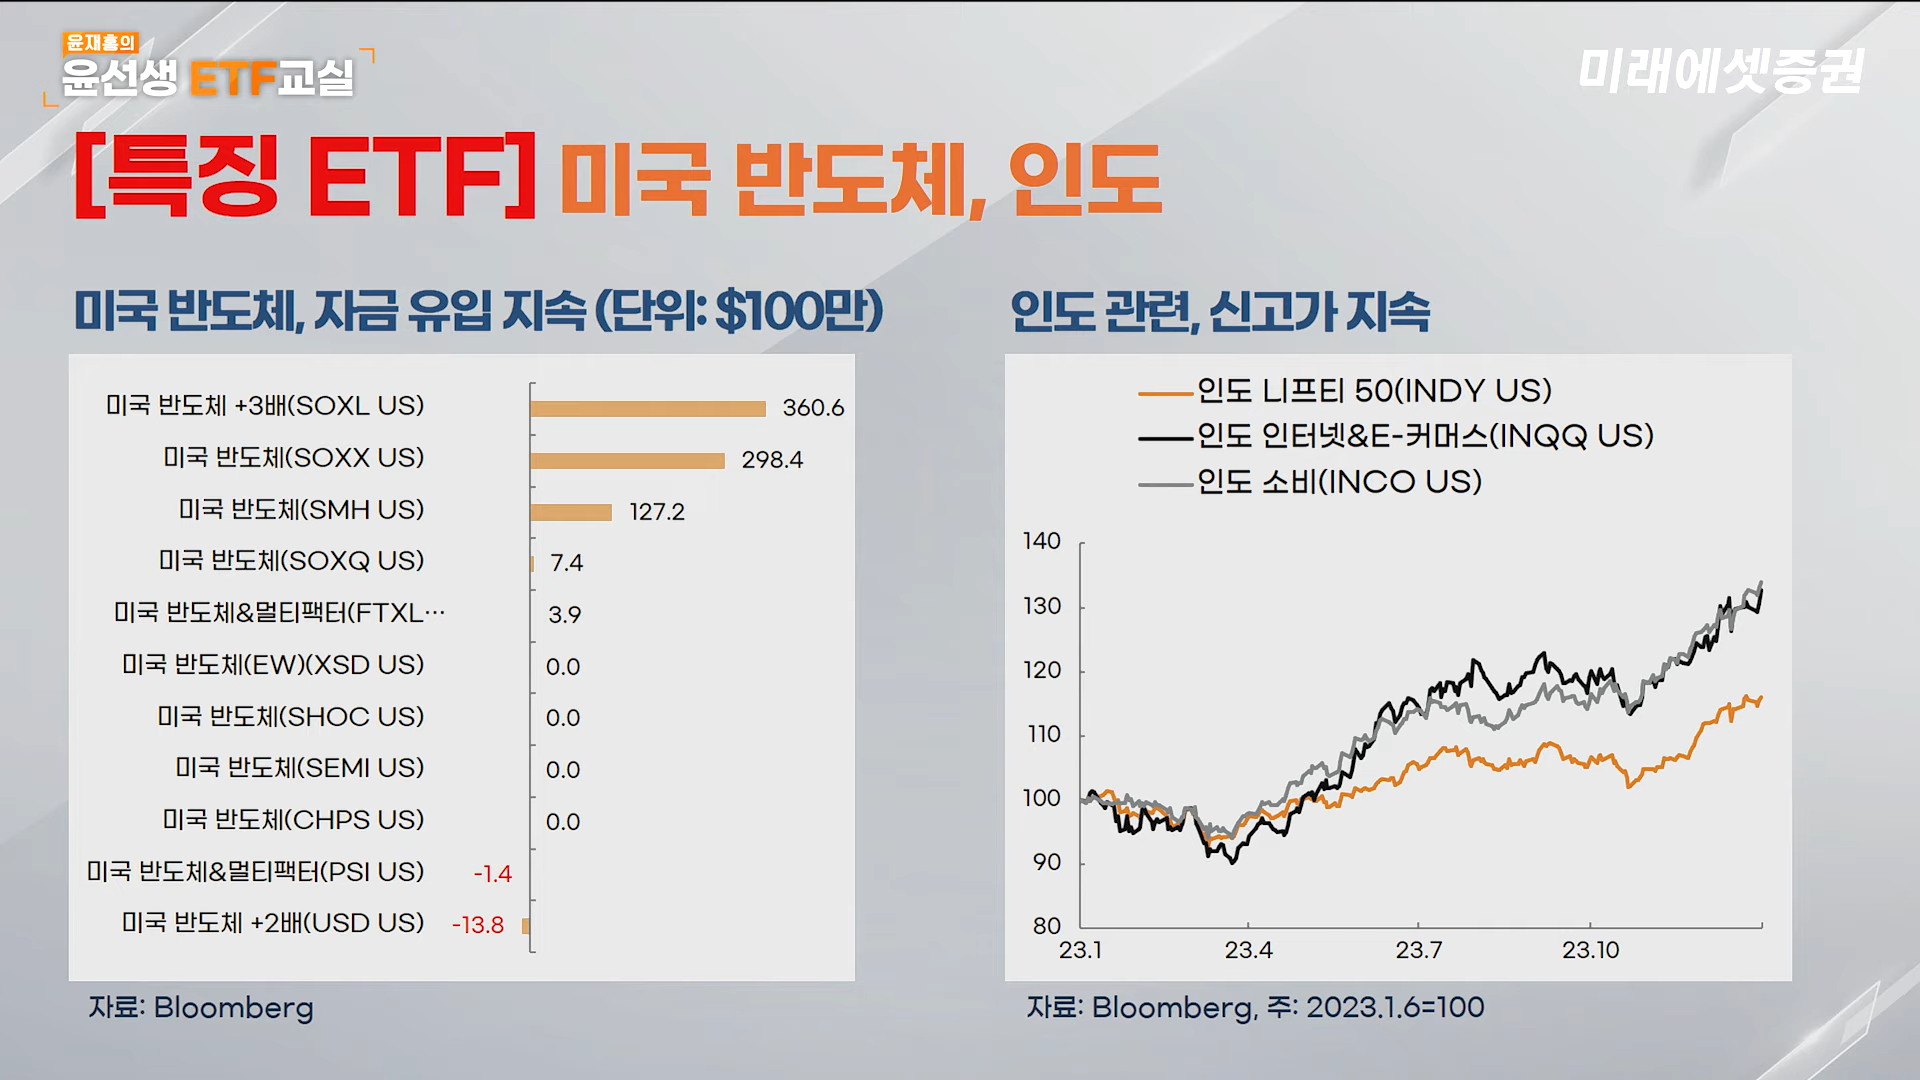 윤재홍의
윤선생 ETF교실
미래에셋증권
[특징 ETF] 미국 반도체, 인도
미국 반도체, 자금 유입 지속 (단위: $100만)
미국 반도체 +3배(SOXL US) 360.6
미국 반도체(SOXX US) 298.4
미국 반도체(SMH US) 127.2
미국 반도체(SOXQ US) 7.4
미국 반도체&멀티팩터(FTXL… 3.9
미국 반도체(EW)(XSD US) 0.0
미국 반도체(SHOC US) 0.0
미국 반도체(SEMI US) 0.0
미국 반도체(CHPS US) 0.0
미국 반도체&멀티팩터(PSI US) -1.4
미국 반도체 +2배(USD US) -13.8
자료: Bloomberg
인도 관련, 신고가 지속
인도 니프티 50(INDY US)
인도 인터넷&E-커머스(INQQ US)
인도 소비(INCO US)
140
130
120
110
100
90
80
23.1 23.4 23.7 23.10
자료: Bloomberg, 주: 2023.1.6=100